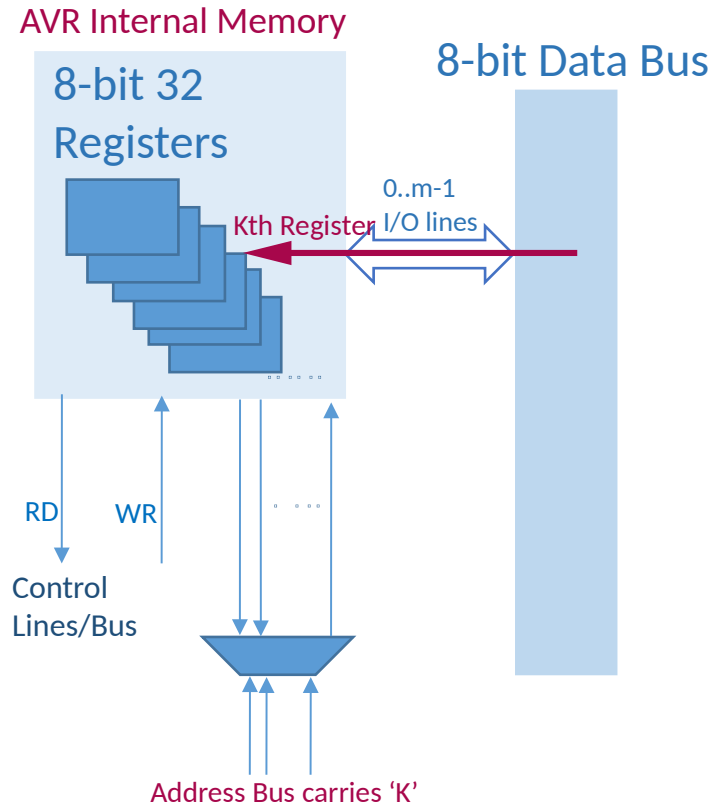 AVR Internal Memory
8-bit 32
Registers
8-bit Data Bus
0..m-1
I/O lines
Kth Register
RD
WR
Control
Lines/Bus
Address Bus carries ‘K’